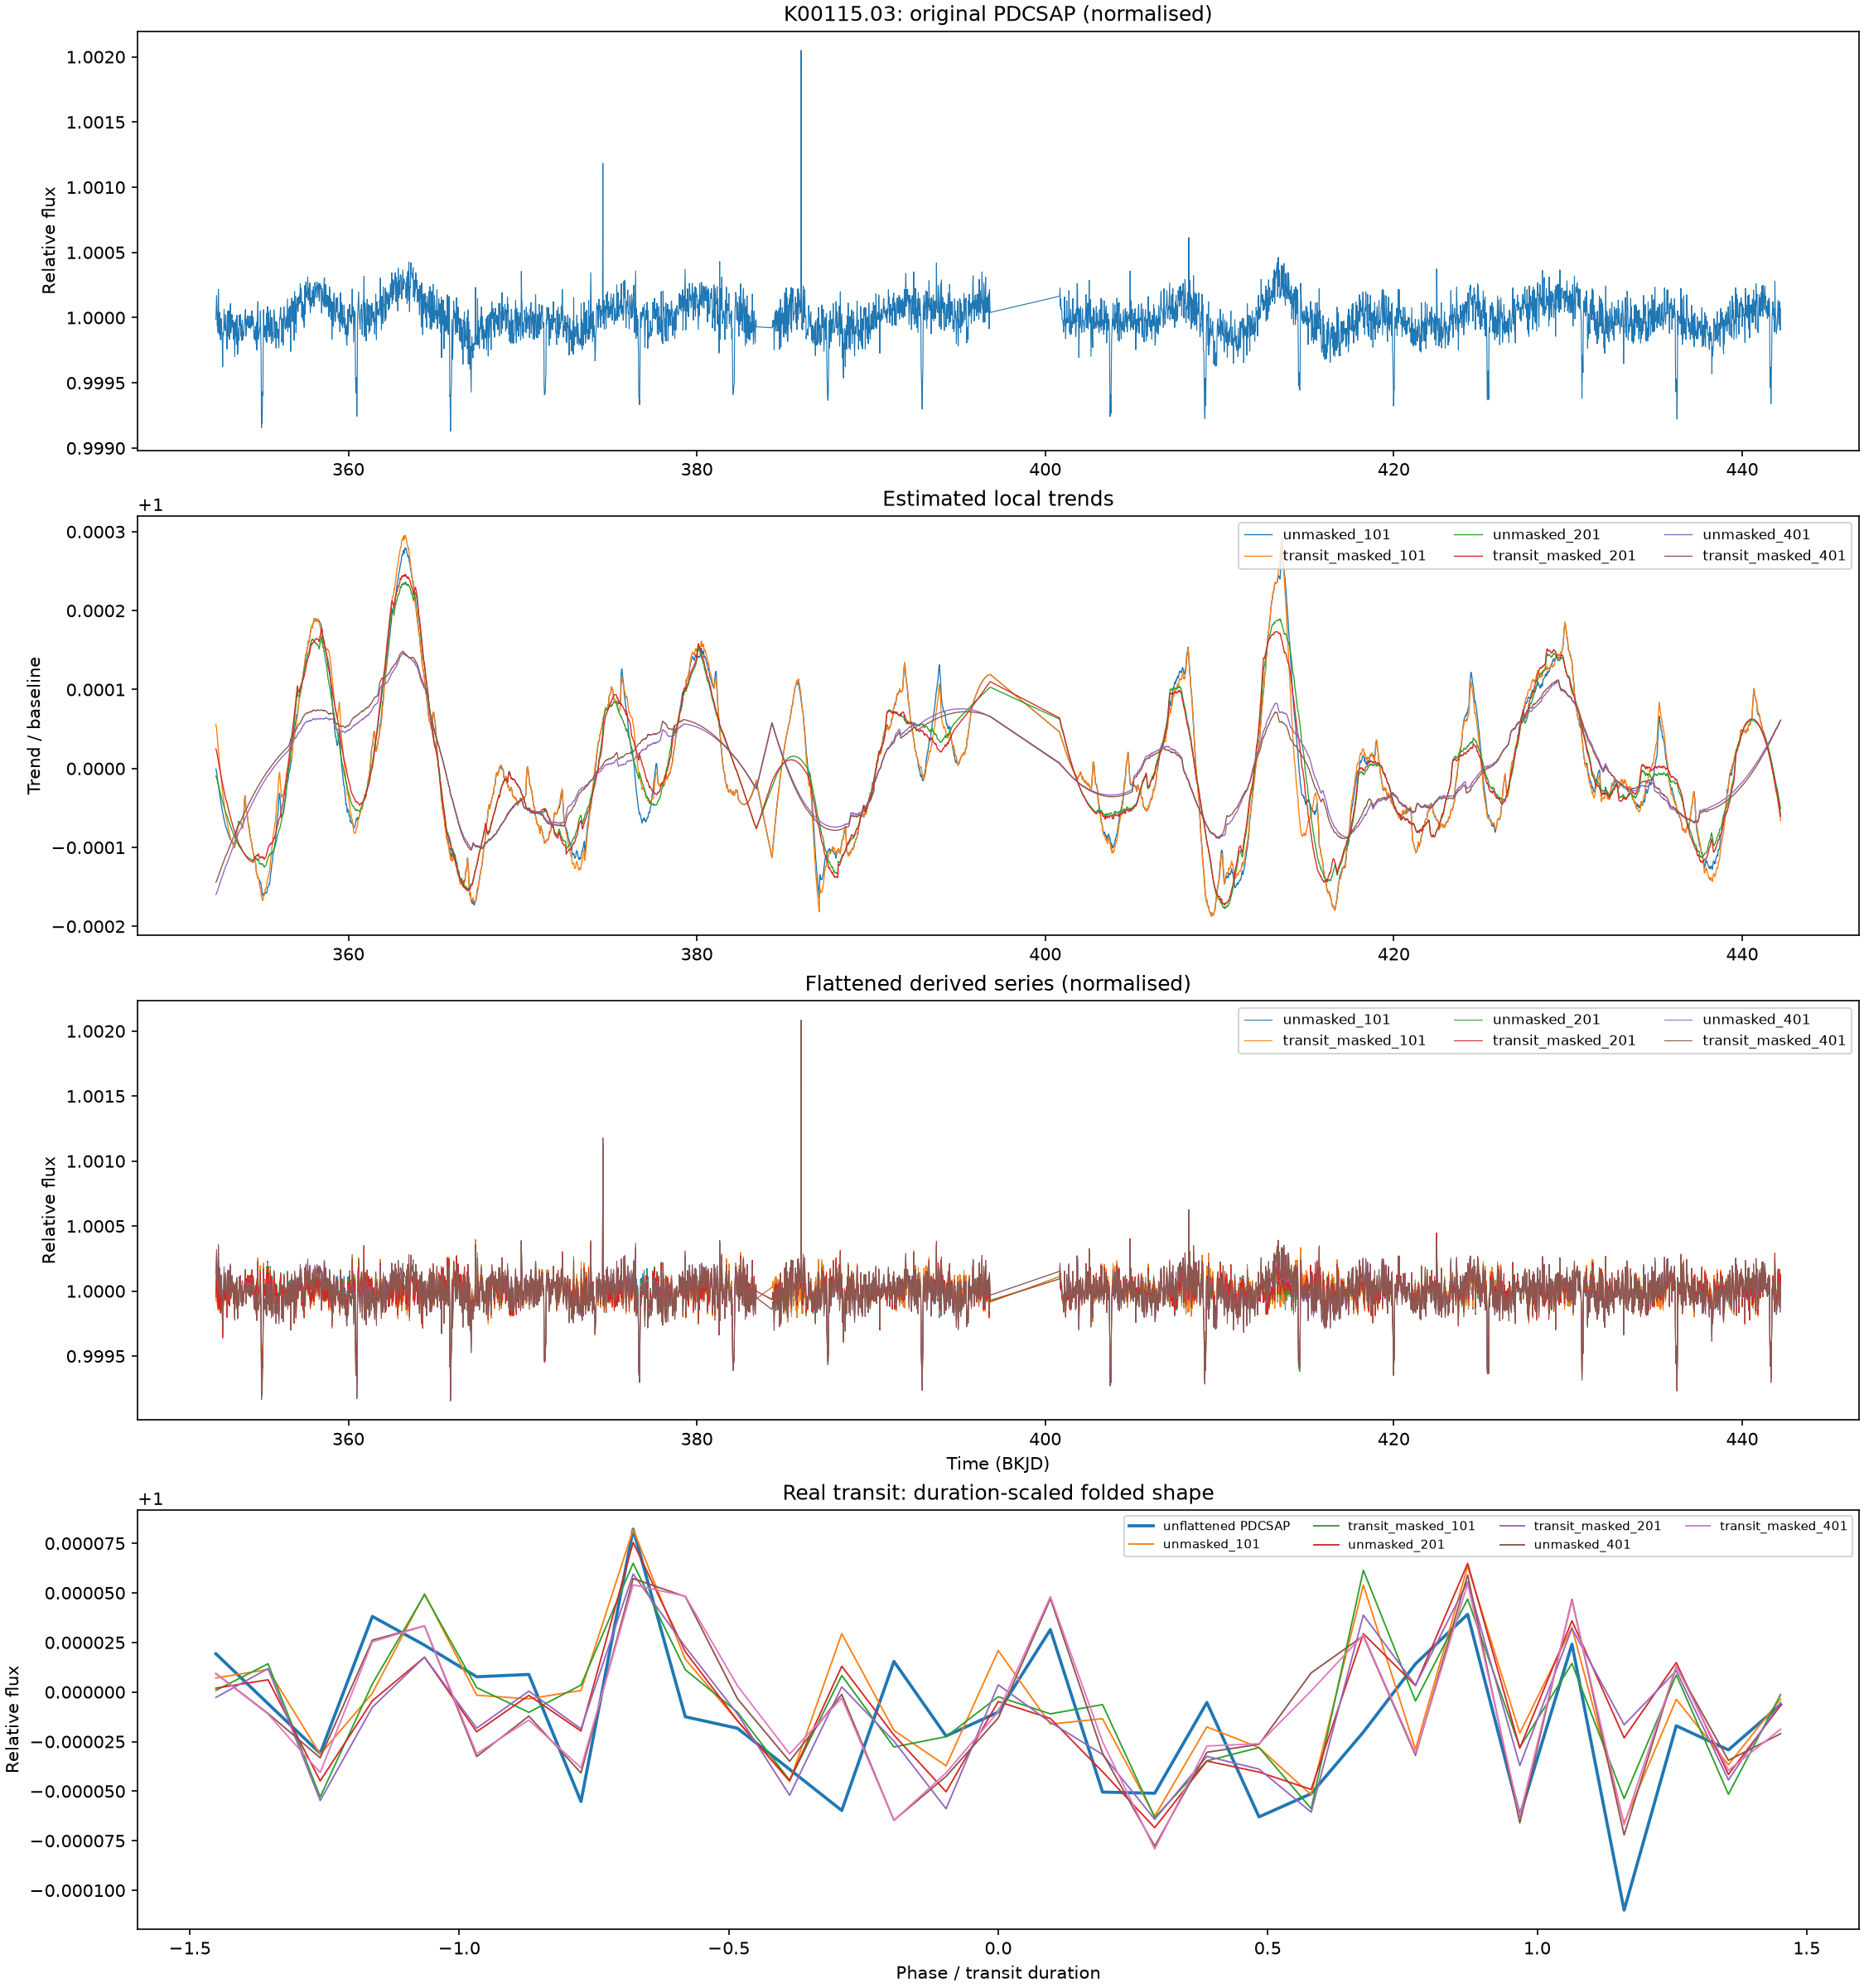 K00115.03: original PDCSAP (normalised)
Relative flux
1.0020
1.0015
1.0010
1.0005
1.0000
0.9995
0.9990
360
380
400
420
440
Estimated local trends
+1
Trend / baseline
0.0003
0.0002
0.0001
0.0000
−0.0001
−0.0002
unmasked_101
transit_masked_101
unmasked_201
transit_masked_201
unmasked_401
transit_masked_401
360
380
400
420
440
Flattened derived series (normalised)
Relative flux
1.0020
1.0015
1.0010
1.0005
1.0000
0.9995
unmasked_101
transit_masked_101
unmasked_201
transit_masked_201
unmasked_401
transit_masked_401
360
380
400
420
440
Time (BKJD)
Real transit: duration-scaled folded shape
+1
Relative flux
0.000075
0.000050
0.000025
0.000000
−0.000025
−0.000050
−0.000075
−0.000100
unflattened PDCSAP
unmasked_101
transit_masked_101
unmasked_201
transit_masked_201
unmasked_401
transit_masked_401
−1.5
−1.0
−0.5
0.0
0.5
1.0
1.5
Phase / transit duration